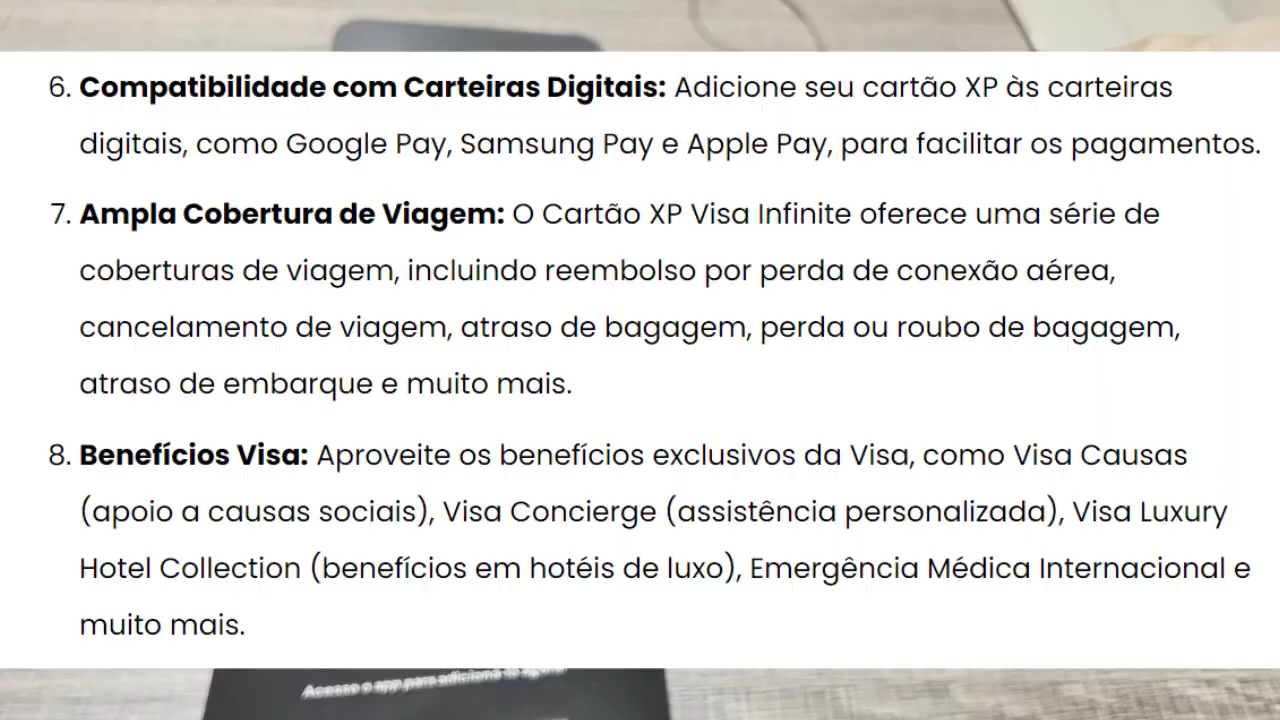 6. Compatibilidade com Carteiras Digitais: Adicione seu cartão XP às carteiras
digitais, como Google Pay, Samsung Pay e Apple Pay, para facilitar os pagamentos.
7. Ampla Cobertura de Viagem: O Cartão XP Visa Infinite oferece uma série de
coberturas de viagem, incluindo reembolso por perda de conexão aérea,
cancelamento de viagem, atraso de bagagem, perda ou roubo de bagagem,
atraso de embarque e muito mais.
8. Benefícios Visa: Aproveite os benefícios exclusivos da Visa, como Visa Causas
(apoio a causas sociais), Visa Concierge (assistência personalizada), Visa Luxury
Hotel Collection (benefícios em hotéis de luxo), Emergência Médica Internacional e
muito mais.
Acesse o app para adicioná-lo